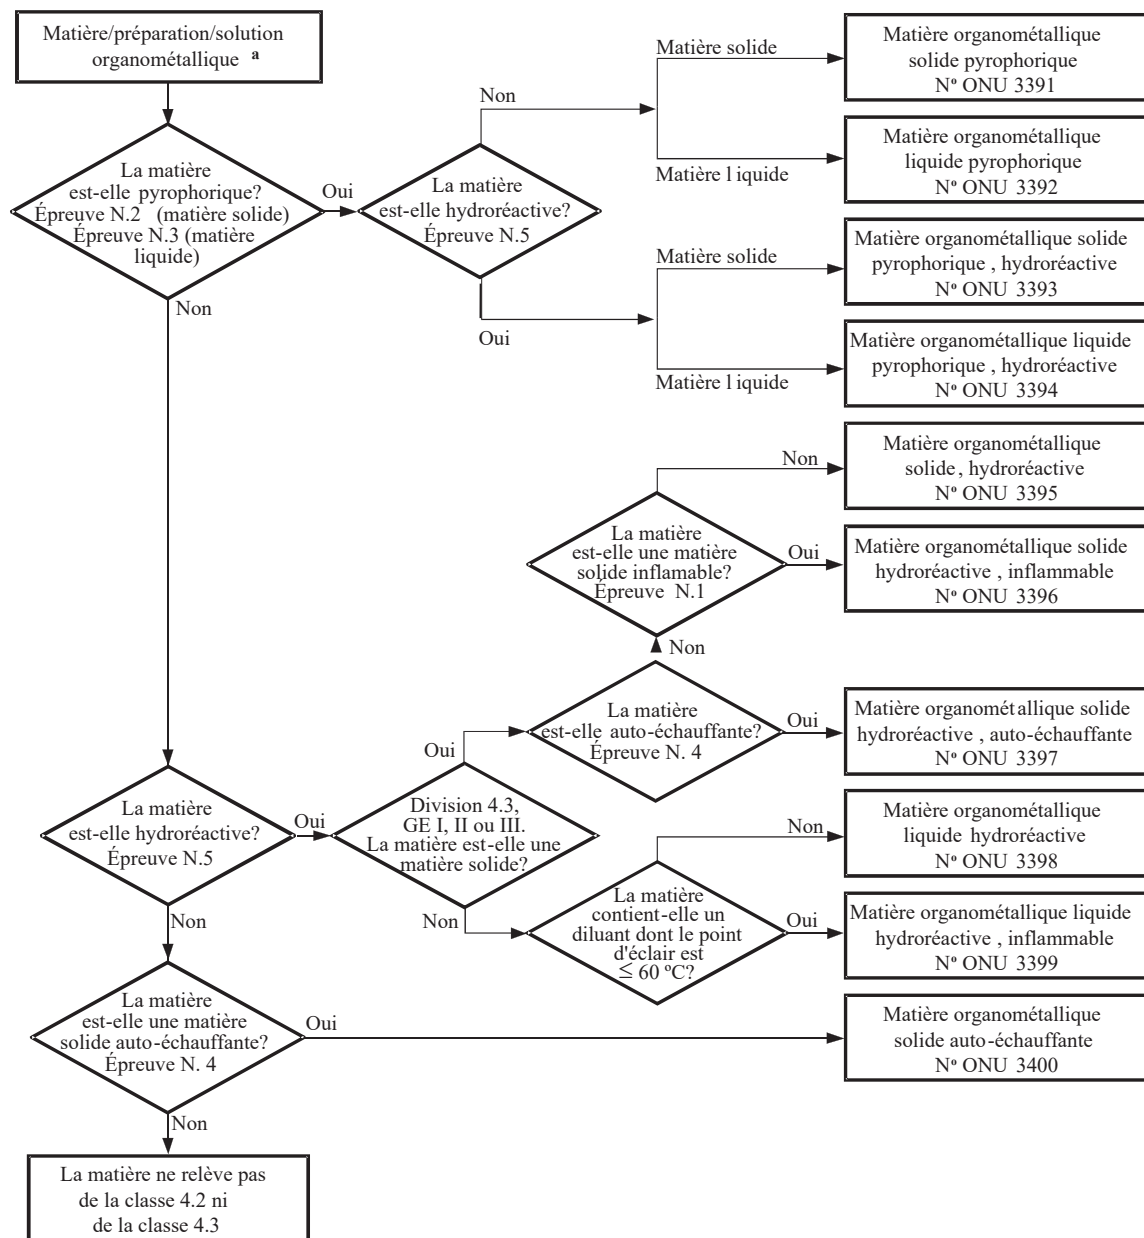 Matière/préparation/solution
organométallique a
La matière
est-elle pyrophorique?
Épreuve N.2 (matière solide)
Épreuve N.3 (matière
liquide)
Oui
Non
La matière
est-elle hydroréactive?
Épreuve N.5
Non
Oui
Matière solide
Matière l iquide
Matière solide
Matière l iquide
Matière organométallique
solide pyrophorique
Nº ONU 3391
Matière organométallique
liquide pyrophorique
Nº ONU 3392
Matière organométallique solide
pyrophorique , hydroréactive
Nº ONU 3393
Matière organométallique liquide
pyrophorique , hydroréactive
Nº ONU 3394
Non
Matière organométallique
solide, hydroréactive
Nº ONU 3395
La matière
est-elle une matière
solide inflamable?
Épreuve N.1
Oui
Matière organométallique solide
hydroréactive , inflammable
Nº ONU 3396
Non
La matière
est-elle auto-échauffante?
Épreuve N. 4
Oui
Matière organométallique solide
hydroréactive , auto-échauffante
Nº ONU 3397
La matière
est-elle hydroréactive?
Épreuve N.5
Oui
Non
Oui
Division 4.3,
GE I, II ou III.
La matière est-elle une
matière solide?
Non
Non
Matière organométallique
liquide hydroréactive
Nº ONU 3398
La matière
contient-elle un
diluant dont le point
d'éclair est
≤ 60 ºC?
Oui
Matière organométallique liquide
hydroréactive , inflammable
Nº ONU 3399
La matière
est-elle une matière
solide auto-échauffante?
Épreuve N. 4
Oui
Matière organométallique
solide auto-échauffante
Nº ONU 3400
Non
La matière ne relève pas
de la classe 4.2 ni
de la classe 4.3